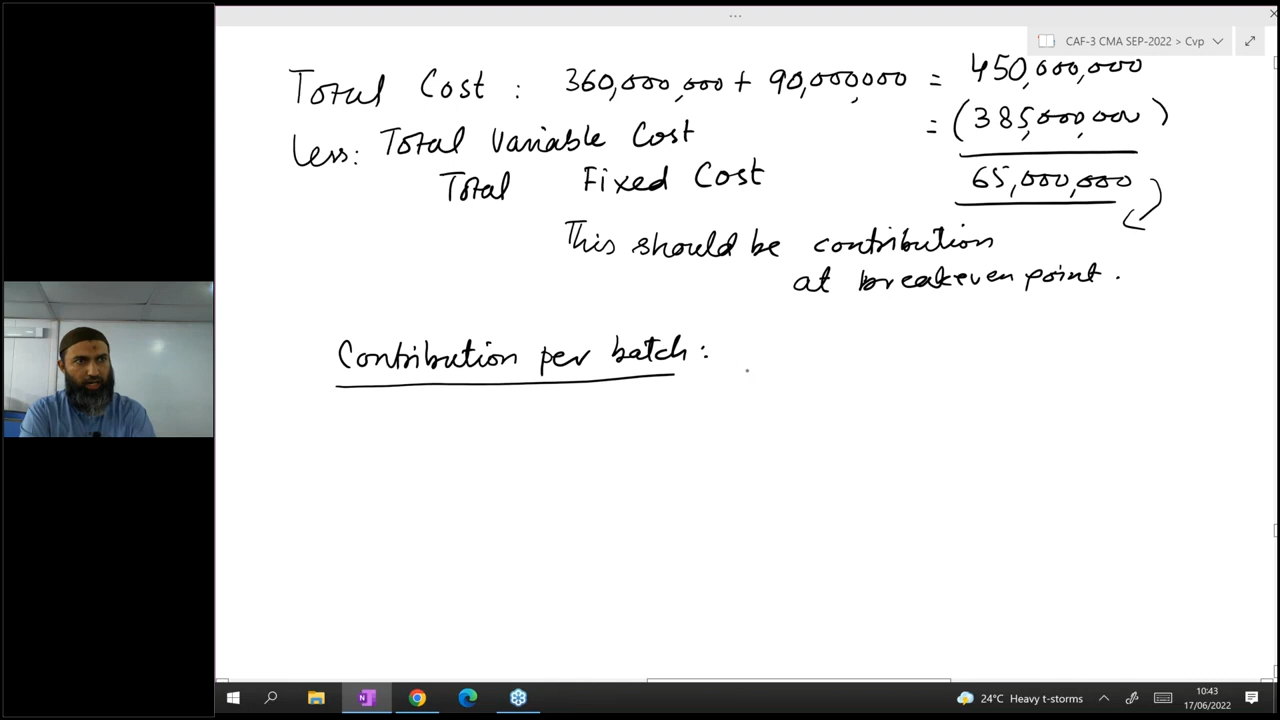 CAF-3 CMA SEP-2022 > Cvp
Total Cost : 360,000,000 + 90,000,000 = 450,000,000
Less: Total Variable Cost = (385,000,000)
Total Fixed Cost 65,000,000
This should be contribution
at breakeven point.
Contribution per batch:
24°C Heavy t-storms
10:43
17/06/2022